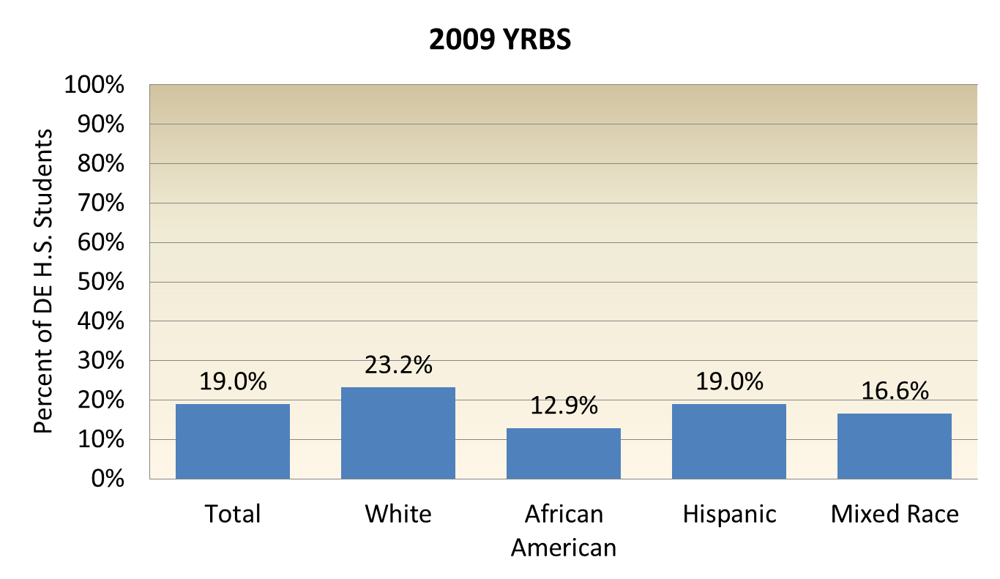 2009 YRBS
Percent of DE H.S. Students
100%
90%
80%
70%
60%
50%
40%
30%
20%
10%
0%
19.0%
23.2%
12.9%
19.0%
16.6%
Total
White
African
American
Hispanic
Mixed Race